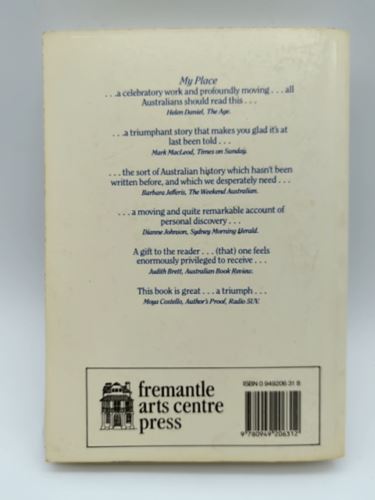 My Place
. . .a celebratory work and profoundly moving . . . all
Australians should read this . . .
Helen Daniel, The Age.
. . .a triumphant story that makes you glad it's at
last been told . . .
Mark MacLeod, Times on Sunday.
. . .the sort of Australian history which hasn't been
written before, and which we desperately need . . .
Barbara Jefferis, The Weekend Australian.
. . .a moving and quite remarkable account of
personal discovery . . .
Dianne Johnson, Sydney Morning Herald.
A gift to the reader . . . (that) one feels
enormously privileged to receive . . .
Judith Brett, Australian Book Review.
This book is great . . . a triumph . . .
Moya Costello, Author's Proof, Radio 5UV.
fremantle
arts centre
press
ISBN 0 949206 31 8
9 780949 206312